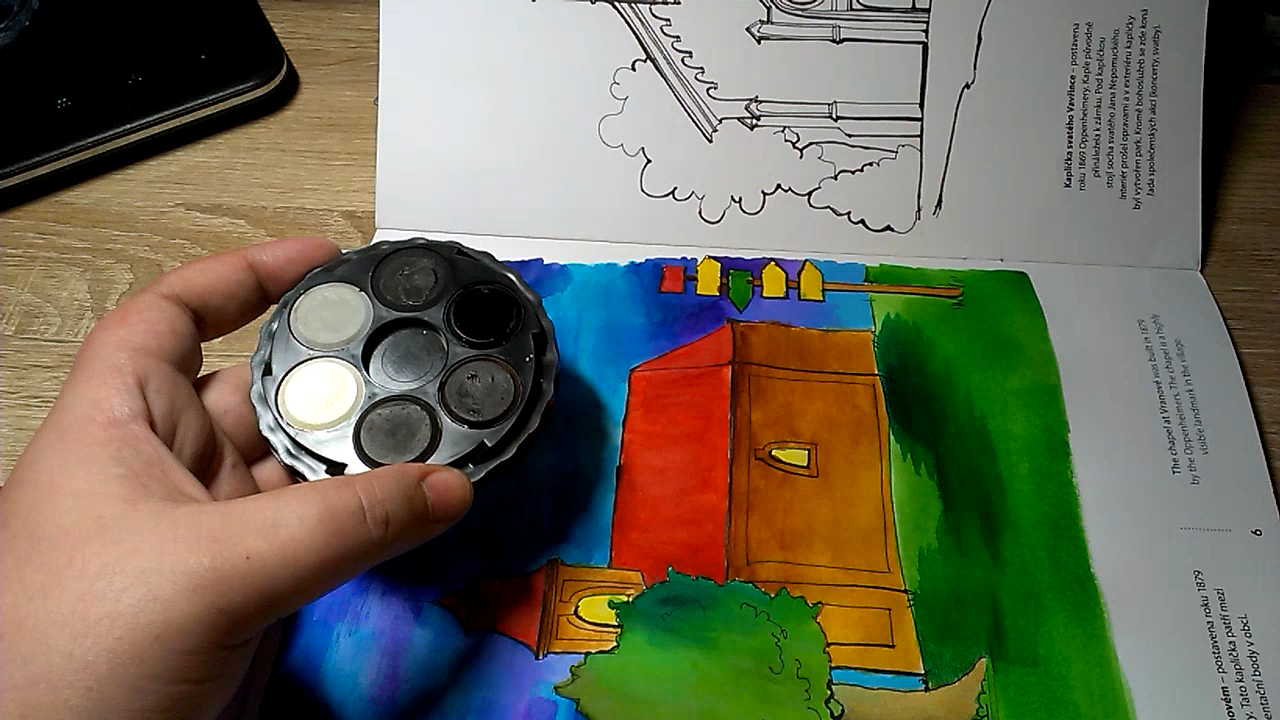 Kaplička svatého Vavřince – postavena
roku 1869 Oppenheimery. Kaple původně
přináležela k zámku. Pod kapličkou
stojí socha svatého Jana Nepomuckého.
Interiér prošel opravami a v exteriéru kapličky
byl vytvořen park. Kromě bohoslužeb se zde koná
řada společenských akcí (koncerty, svatby).
The chapel at Vranové was built in 1879
by the Oppenheimers. The chapel is a highly
visible landmark in the village.
6
novém – postavena roku 1879
y. Tato kaplička patří mezi
entační body v obci.